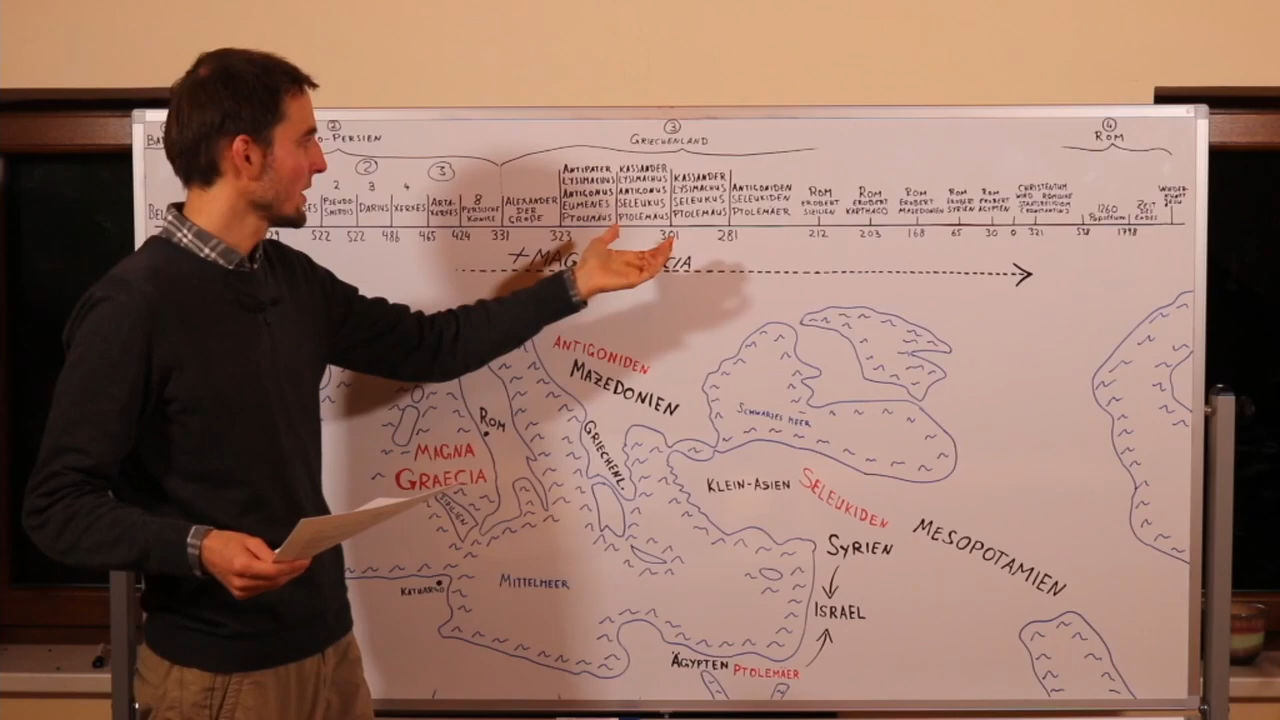 ② ③ ④
O-PERSIEN GRIECHENLAND ROM
② ③
2 3 4 8
PSEUDO- SMERDIS DARIUS XERXES ARTA- XERXES PERSISCHE KÖNIGE
ALEXANDER DER GROẞE
ANTIPATER
LYSIMACHUS
ANTIGONUS
EUMENES
PTOLEMÄUS
KASSANDER
LYSIMACHUS
ANTIGONUS
SELEUKUS
PTOLEMÄUS
KASSANDER
LYSIMACHUS
SELEUKUS
PTOLEMÄUS
ANTIGONIDEN
SELEUKIDEN
PTOLEMÄER
ROM
EROBERT
SIZILIEN
ROM
EROBERT
KARTHAGO
ROM
EROBERT
MAZEDONIEN
ROM
EROBERT
SYRIEN
ROM
EROBERT
ÄGYPTEN
CHRISTENTUM
WIRD RÖMISCHE
STAATSRELIGION
1260
PAPSTTUM
ZEIT
DES
ENDES
522 522 486 465 424 331 323 301 281 212 203 168 65 30 0 321 538 1798
+ MAG CIA
ANTIGONIDEN
MAZEDONIEN
SCHWARZES MEER
ROM
GRIECHENL.
MAGNA
GRAECIA
SIZILIEN
KLEIN-ASIEN
SELEUKIDEN
MESOPOTAMIEN
SYRIEN
MITTELMEER
KATHARGO
ISRAEL
ÄGYPTEN PTOLEMÄER